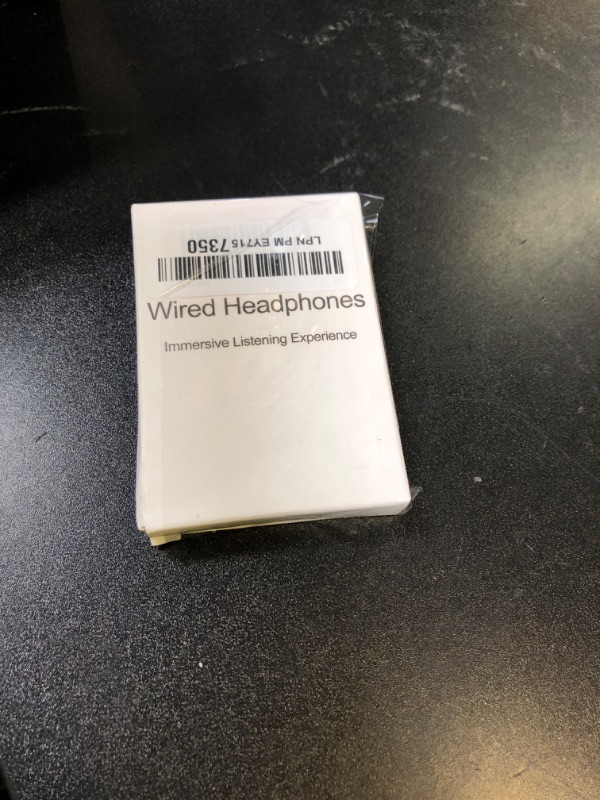 LPN PM EY715 7350
Wired Headphones
Immersive Listening Experience